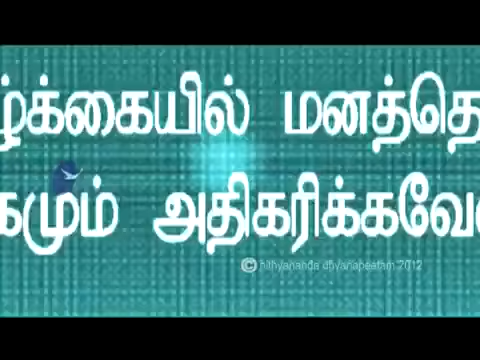 ழ்க்கையில் மனத்தெ
கமும் அதிகரிக்கவே
© nithyananda dhyanapeetam 2012